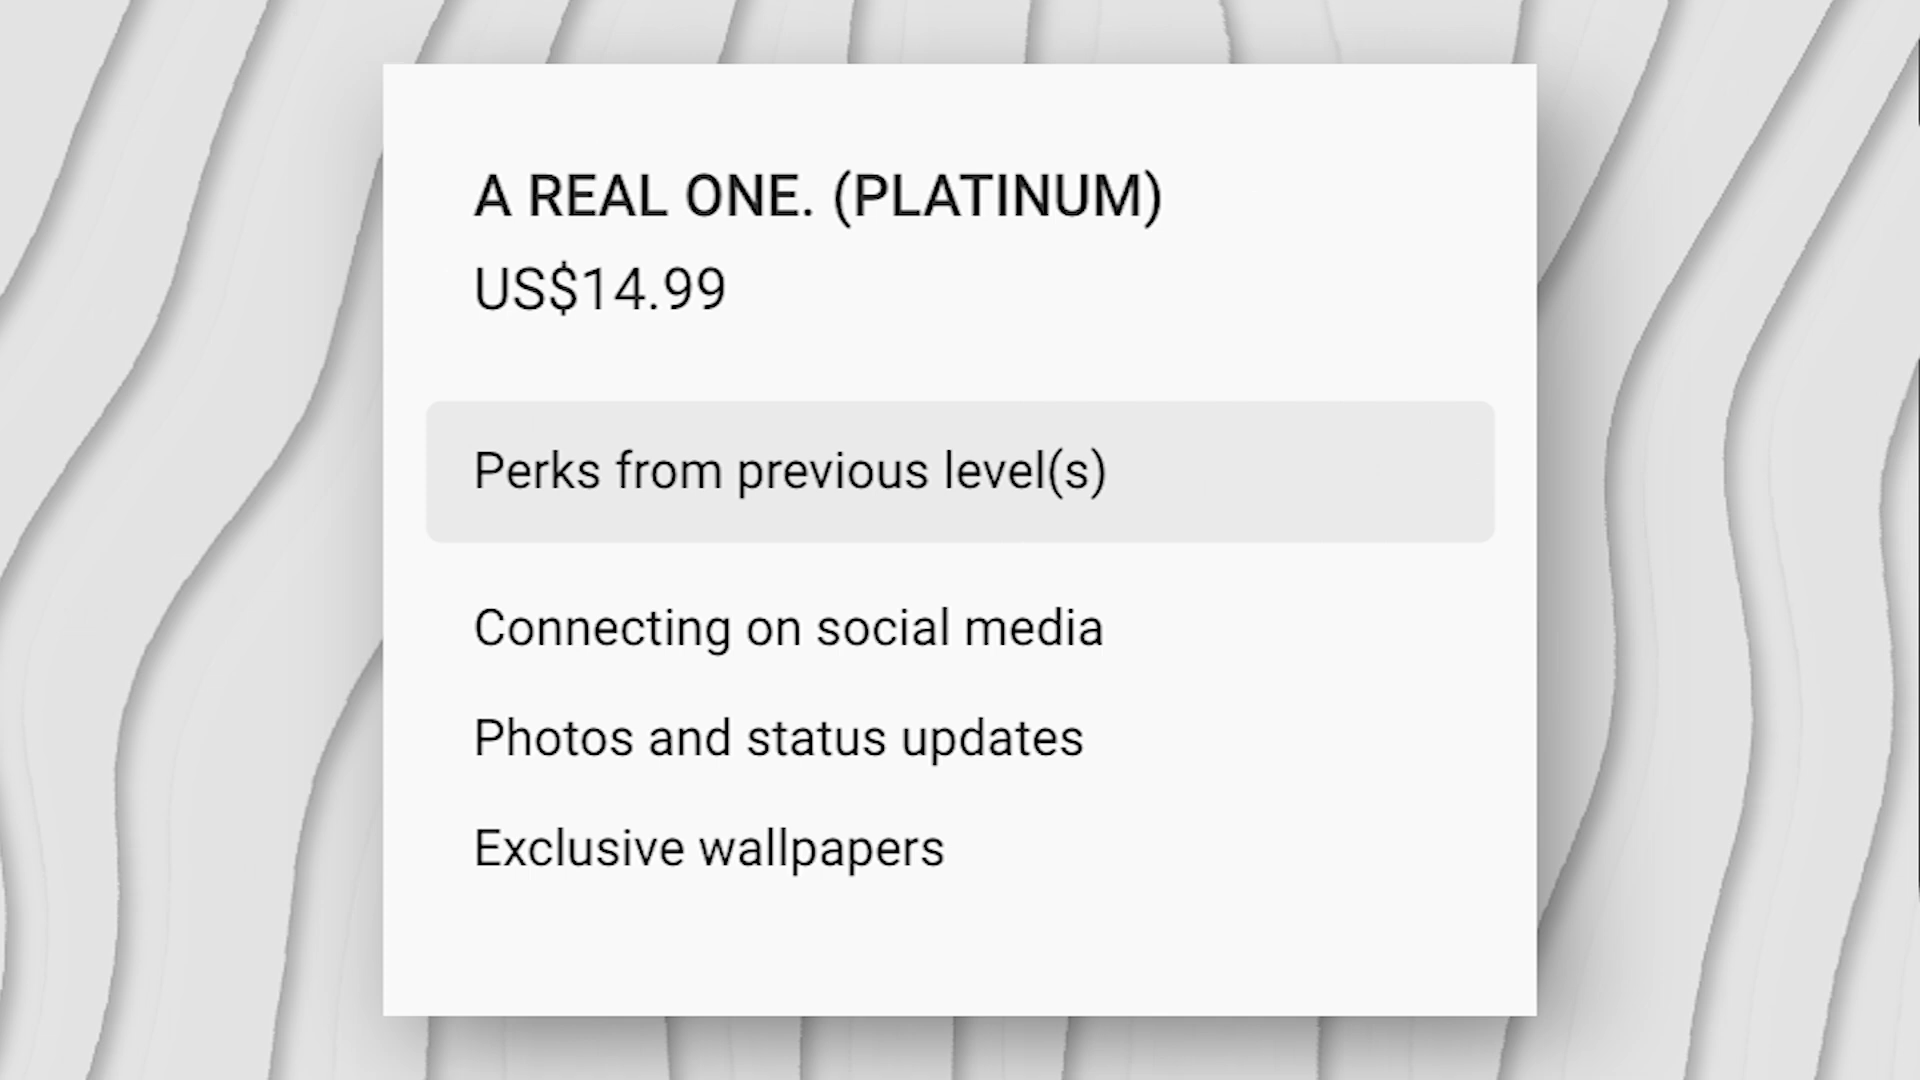 A REAL ONE. (PLATINUM)
US$14.99
Perks from previous level(s)
Connecting on social media
Photos and status updates
Exclusive wallpapers